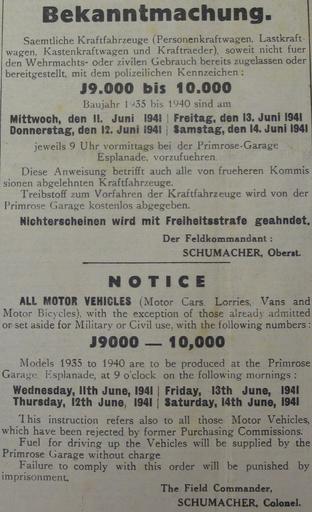 Bekanntmachung.
Saemtliche Kraftfahrzeuge (Personenkraftwagen, Lastkraft-
wagen, Kastenkraftwagen und Kraftraeder), soweit nicht fuer
den Wehrmachts- oder zivilen Gebrauch bereits zugelassen oder
bereitgestellt, mit dem polizeilichen Kennzeichen :
J9.000 bis 10.000
Baujahr 1935 bis 1940 sind am
Mittwoch, den 11. Juni 1941 | Freitag, den 13. Juni 1941
Donnerstag, den 12. Juni 1941 | Samstag, den 14. Juni 1941
jeweils 9 Uhr vormittags bei der Primrose-Garage
Esplanade, vorzufuehren.
Diese Anweisung betrifft auch alle von frueheren Kommis
sionen abgelehnten Kraftfahrzeuge.
Treibstoff zum Vorfahren der Kraftfahrzeuge wird von der
Primrose Garage kostenlos abgegeben.
Nichterscheinen wird mit Freiheitsstrafe geahndet.
Der Feldkommandant :
SCHUMACHER, Oberst.
NOTICE
ALL MOTOR VEHICLES (Motor Cars, Lorries, Vans and
Motor Bicycles), with the exception of those already admitted
or set aside for Military or Civil use, with the following numbers :
J9000 — 10,000
Models 1935 to 1940 are to be produced at the Primrose
Garage, Esplanade, at 9 o'clock on the following mornings :
Wednesday, 11th June, 1941 | Friday, 13th June, 1941
Thursday, 12th June, 1941 | Saturday, 14th June, 1941
This instruction refers also to all those Motor Vehicles,
which have been rejected by former Purchasing Commissions.
Fuel for driving up the Vehicles will be supplied by the
Primrose Garage without charge
Failure to comply with this order will be punished by
imprisonment.
The Field Commander,
SCHUMACHER, Colonel.